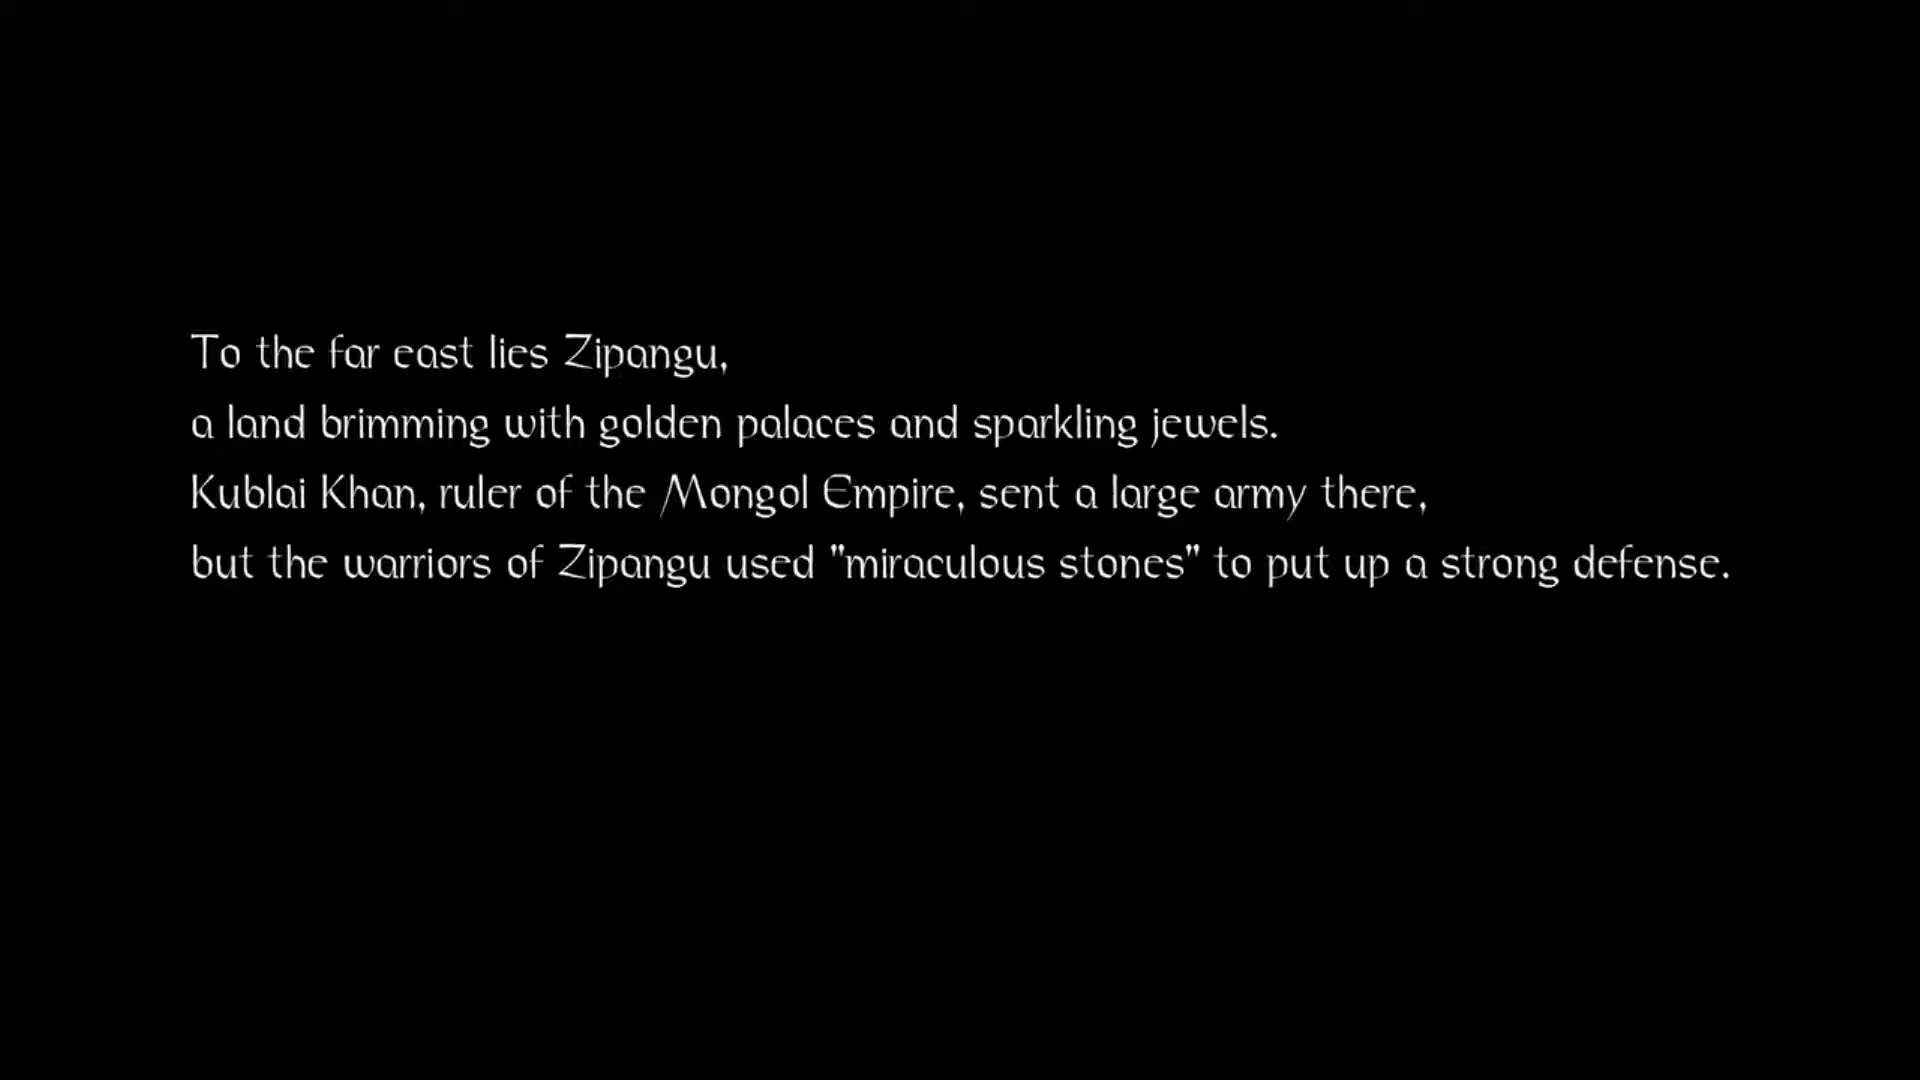 To the far east lies Zipangu,
a land brimming with golden palaces and sparkling jewels.
Kublai Khan, ruler of the Mongol Empire, sent a large army there,
but the warriors of Zipangu used "miraculous stones" to put up a strong defense.